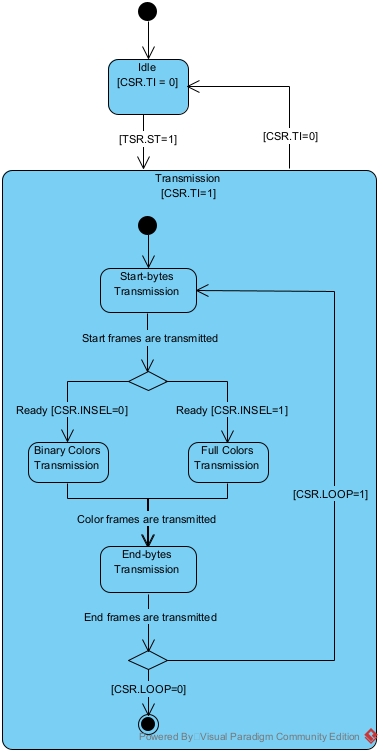 Idle
[CSR.TI = 0]
[TSR.ST=1]
[CSR.TI=0]
Transmission
[CSR.TI=1]
Start-bytes
Transmission
Start frames are transmitted
Ready [CSR.INSEL=0]
Ready [CSR.INSEL=1]
Binary Colors
Transmission
Full Colors
Transmission
[CSR.LOOP=1]
Color frames are transmitted
End-bytes
Transmission
End frames are transmitted
[CSR.LOOP=0]
Powered By: Visual Paradigm Community Edition